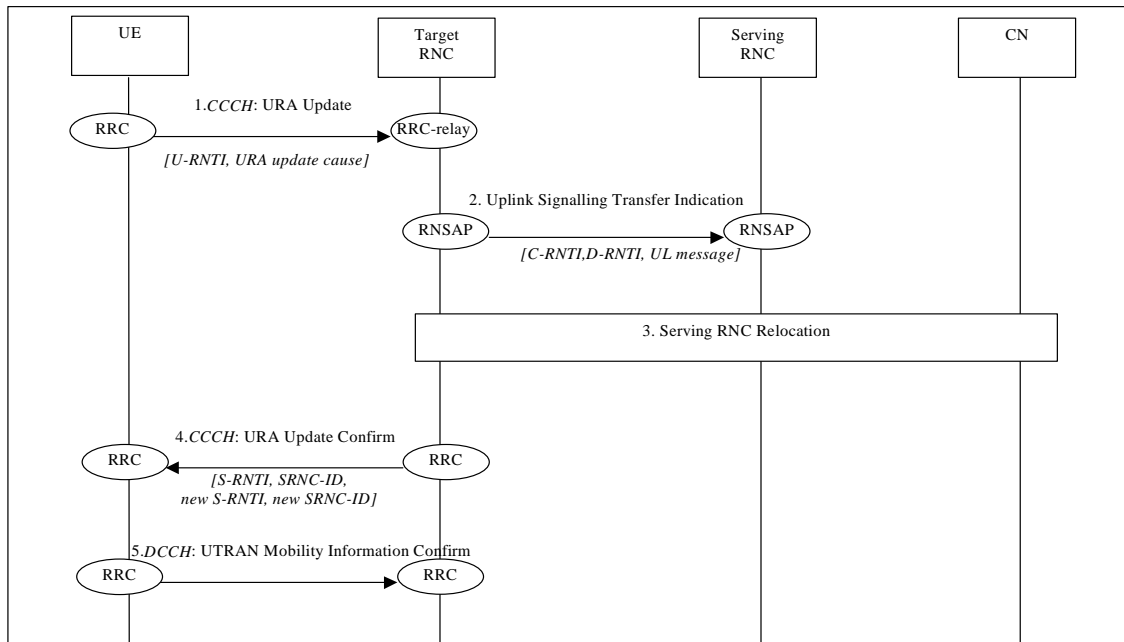 UE
Target
RNC
Serving
RNC
CN
1.CCCH: URA Update
RRC
RRC-relay
[U-RNTI, URA update cause]
2. Uplink Signalling Transfer Indication
RNSAP
RNSAP
[C-RNTI,D-RNTI, UL message]
3. Serving RNC Relocation
4.CCCH: URA Update Confirm
RRC
RRC
[S-RNTI, SRNC-ID,
new S-RNTI, new SRNC-ID]
5.DCCH: UTRAN Mobility Information Confirm
RRC
RRC